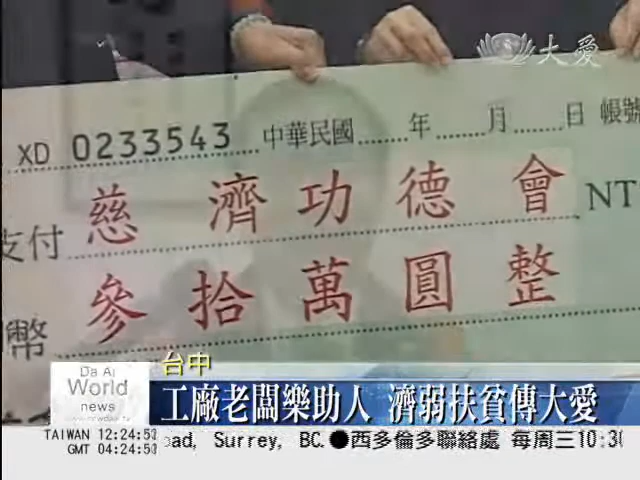 大愛
XD 0233543 中華民國 年 月 日 帳號
支付 慈濟功德會 NT
幣 參拾萬圓整
台中
Da Ai
World
news
工廠老闆樂助人 濟弱扶貧傳大愛
TAIWAN 12:24:50
GMT 04:24:50
oad, Surrey, BC. ●西多倫多聯絡處 每周三10:30